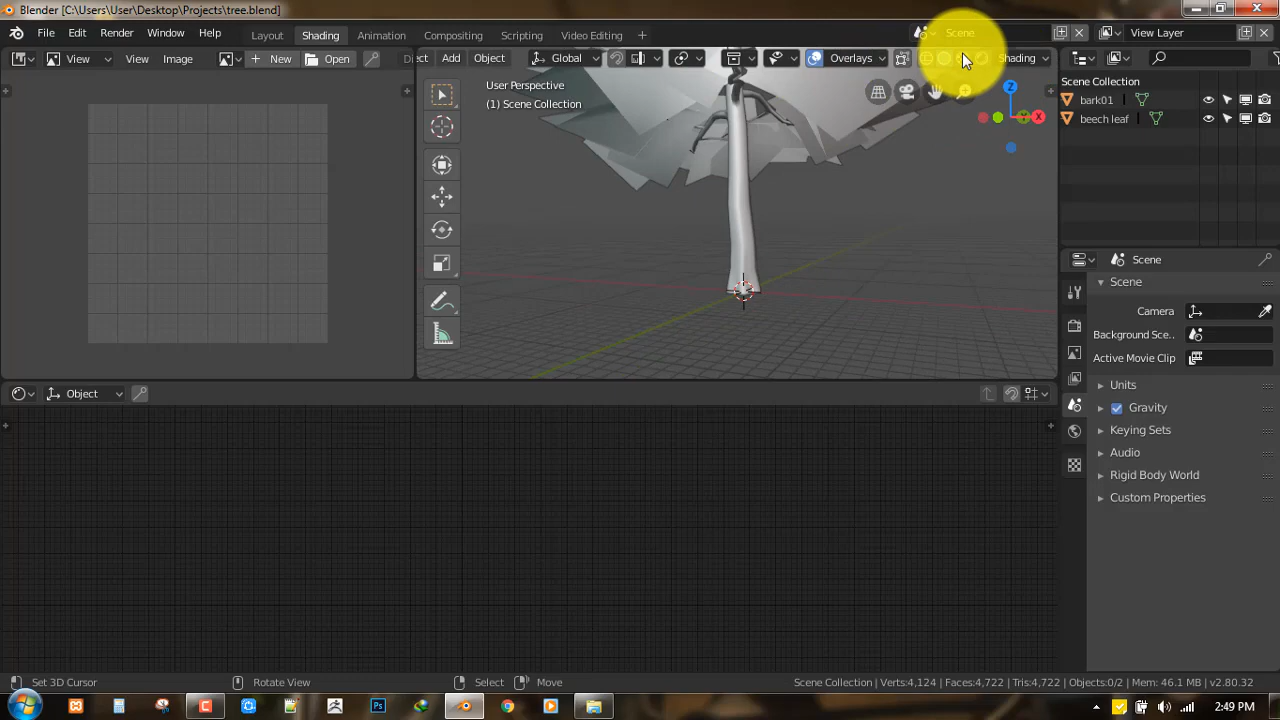 Blender [C:\Users\User\Desktop\Projects\tree.blend]
File Edit Render Window Help Layout Shading Animation Compositing Scripting Video Editing + Scene View Layer
View View Image + New Open Object Add Object Global Overlays Shading
User Perspective
(1) Scene Collection
Z
X
Y
Scene Collection
bark01
beech leaf
Scene
Scene
Camera
Background Sce..
Active Movie Clip
Units
Gravity
Keying Sets
Audio
Rigid Body World
Custom Properties
Object
Set 3D Cursor Rotate View Select Move Scene Collection | Verts:4,124 | Faces:4,722 | Tris:4,722 | Objects:0/2 | Mem: 46.1 MB | v2.80.32
2:49 PM